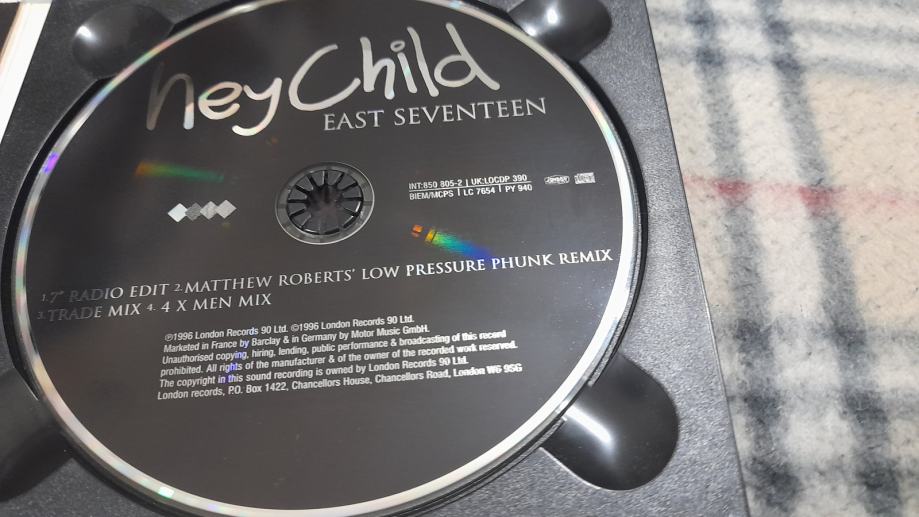 hey Child
EAST SEVENTEEN
INT:850 805-2 | UK:LOCDP 390
BIEM/MCPS | LC 7654 | PY 940
1. 7" RADIO EDIT 2. MATTHEW ROBERTS' LOW PRESSURE PHUNK REMIX
3. TRADE MIX 4. 4 X MEN MIX
℗1996 London Records 90 Ltd. ©1996 London Records 90 Ltd.
Marketed in France by Barclay & in Germany by Motor Music GmbH.
Unauthorised copying, hiring, lending, public performance & broadcasting of this record
prohibited. All rights of the manufacturer & of the owner of the recorded work reserved.
The copyright in this sound recording is owned by London Records 90 Ltd.
London records, P.O. Box 1422, Chancellors House, Chancellors Road, London W6 9SG